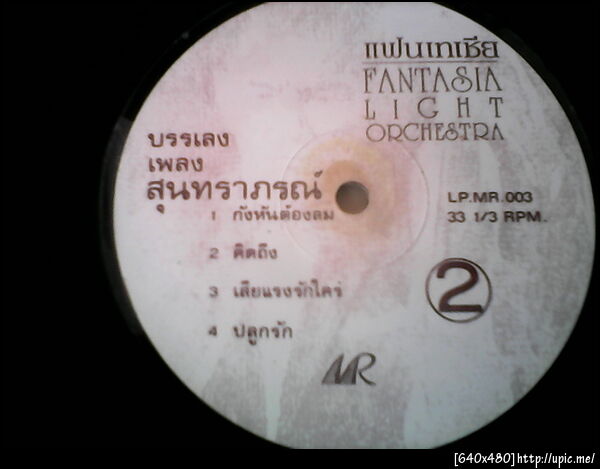 แฟนเทเซีย
FANTASIA
LIGHT
ORCHESTRA
บรรเลง
เพลง
สุนทราภรณ์
LP.MR.003
33 1/3 RPM.
1 กังหันต้องลม
2 คิดถึง
3 เสียแรงรักใคร่
4 ปลูกรัก
2
MR
[640x480]http://upic.me/